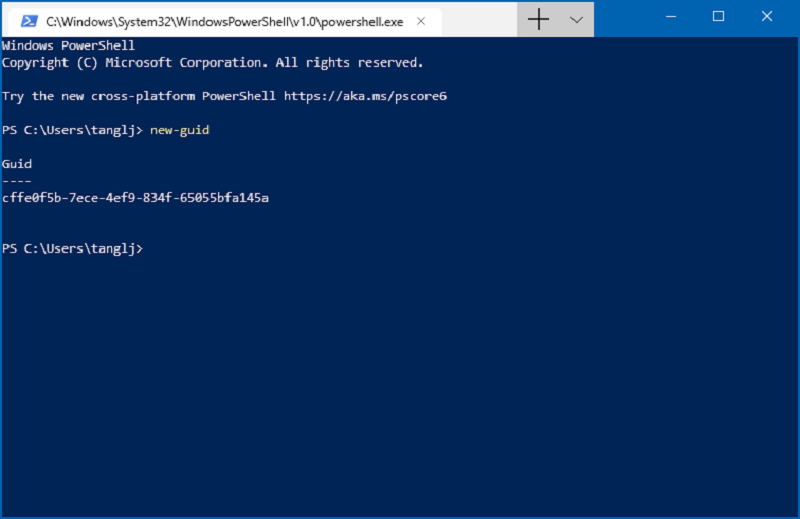 C:\Windows\System32\WindowsPowerShell\v1.0\powershell.exe
Windows PowerShell
Copyright (C) Microsoft Corporation. All rights reserved.
Try the new cross-platform PowerShell https://aka.ms/pscore6
PS C:\Users\tanglj> new-guid
Guid
----
cffe0f5b-7ece-4ef9-834f-65055bfa145a
PS C:\Users\tanglj>